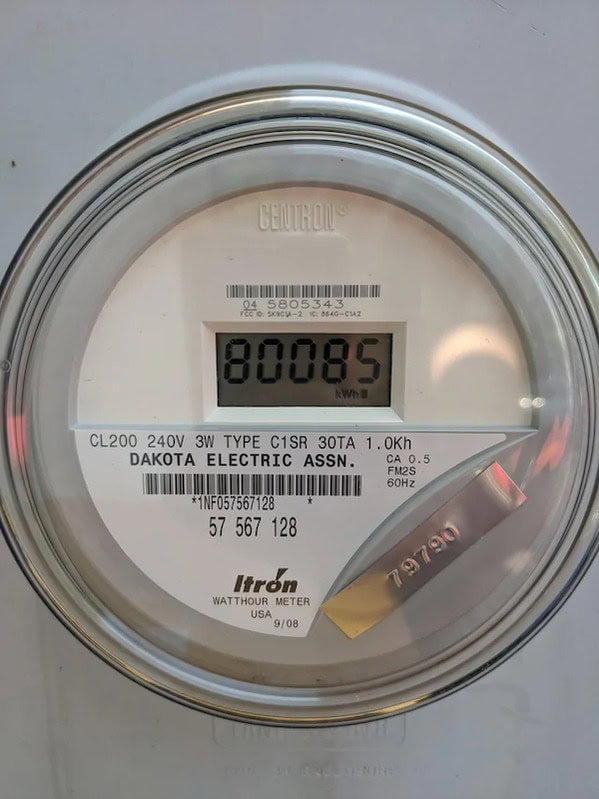 CENTRON®
04 5805343
FCC ID: SK9C1A-2 IC: 864G-C1A2
80085
kWh
CL200 240V 3W TYPE C1SR 30TA 1.0Kh
DAKOTA ELECTRIC ASSN.
CA 0.5
FM2S
60Hz
*1NF057567128 *
57 567 128
79790
Itron
WATTHOUR METER
USA
9/08